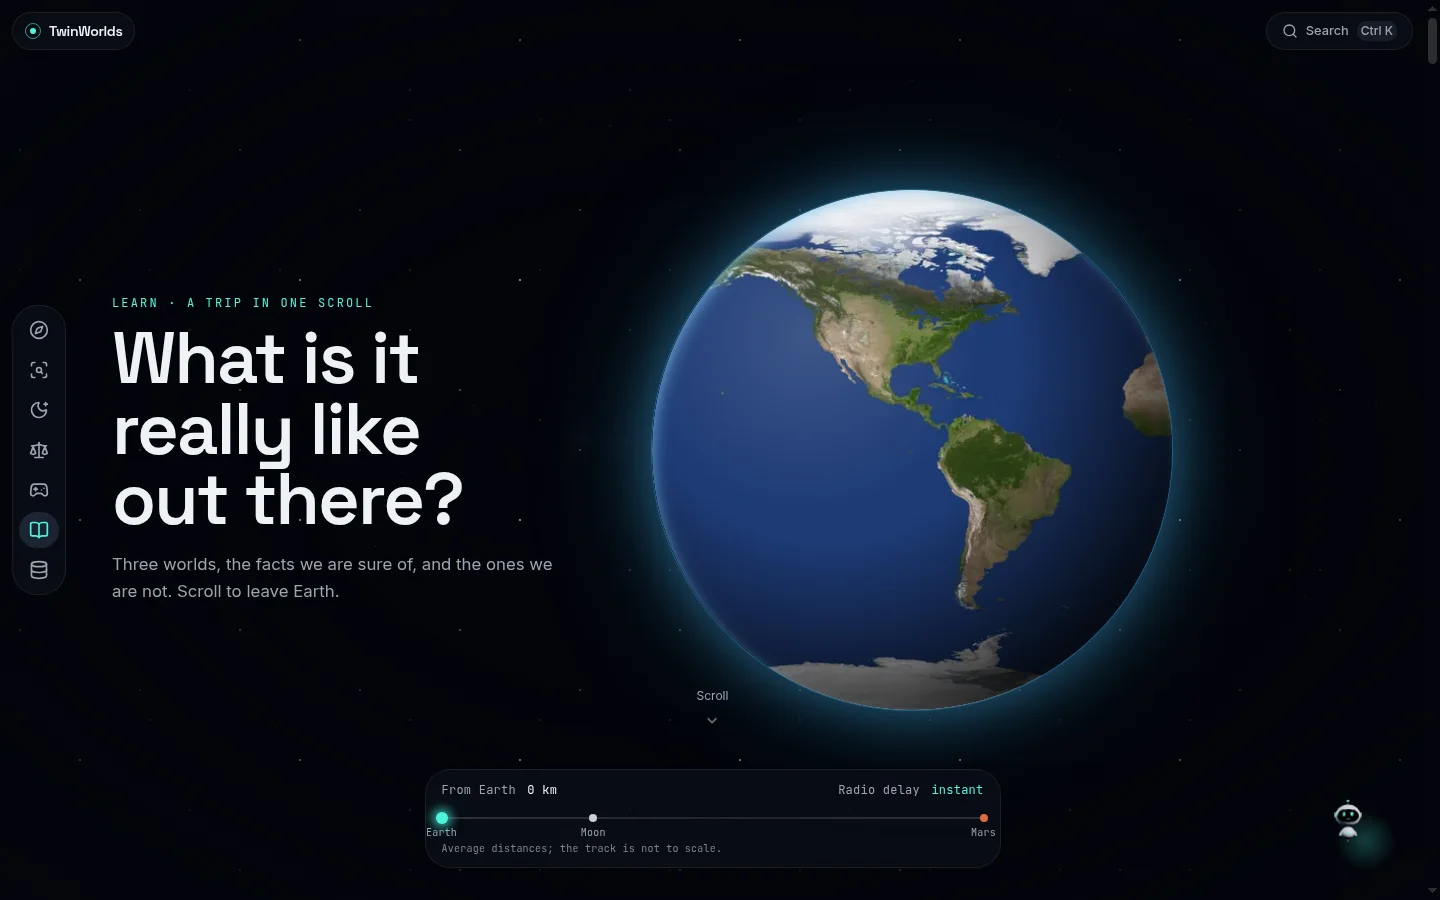 TwinWorlds
Search Ctrl K
LEARN · A TRIP IN ONE SCROLL
What is it
really like
out there?
Three worlds, the facts we are sure of, and the ones we
are not. Scroll to leave Earth.
Scroll
From Earth 0 km
Radio delay instant
Earth Moon Mars
Average distances; the track is not to scale.